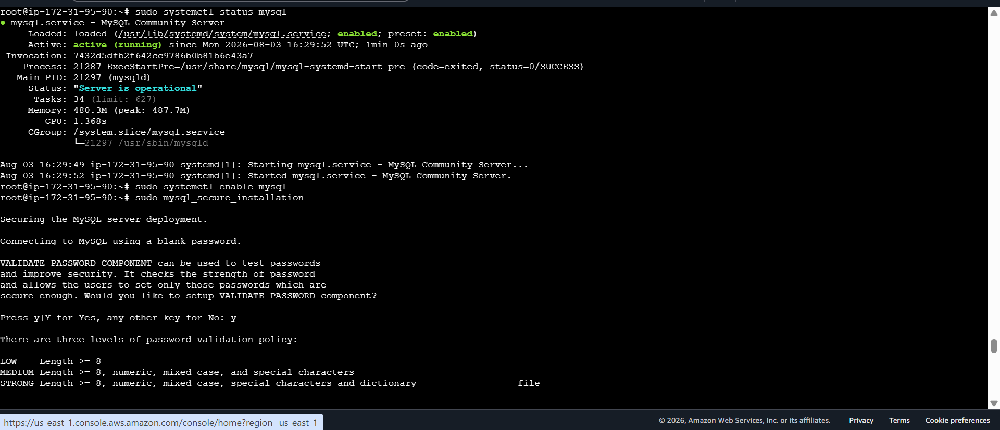 root@ip-172-31-95-90:~# sudo systemctl status mysql
● mysql.service - MySQL Community Server
     Loaded: loaded (/usr/lib/systemd/system/mysql.service; enabled; preset: enabled)
     Active: active (running) since Mon 2026-08-03 16:29:52 UTC; 1min 0s ago
 Invocation: 7432d5dfb2f642cc9786b0b81b6e43a7
    Process: 21287 ExecStartPre=/usr/share/mysql/mysql-systemd-start pre (code=exited, status=0/SUCCESS)
   Main PID: 21297 (mysqld)
     Status: "Server is operational"
      Tasks: 34 (limit: 627)
     Memory: 480.3M (peak: 487.7M)
        CPU: 1.368s
     CGroup: /system.slice/mysql.service
             └─21297 /usr/sbin/mysqld
Aug 03 16:29:49 ip-172-31-95-90 systemd[1]: Starting mysql.service - MySQL Community Server...
Aug 03 16:29:52 ip-172-31-95-90 systemd[1]: Started mysql.service - MySQL Community Server.
root@ip-172-31-95-90:~# sudo systemctl enable mysql
root@ip-172-31-95-90:~# sudo mysql_secure_installation
Securing the MySQL server deployment.
Connecting to MySQL using a blank password.
VALIDATE PASSWORD COMPONENT can be used to test passwords
and improve security. It checks the strength of password
and allows the users to set only those passwords which are
secure enough. Would you like to setup VALIDATE PASSWORD component?
Press y|Y for Yes, any other key for No: y
There are three levels of password validation policy:
LOW    Length >= 8
MEDIUM Length >= 8, numeric, mixed case, and special characters
STRONG Length >= 8, numeric, mixed case, special characters and dictionary                  file
https://us-east-1.console.aws.amazon.com/console/home?region=us-east-1
© 2026, Amazon Web Services, Inc. or its affiliates. Privacy Terms Cookie preferences